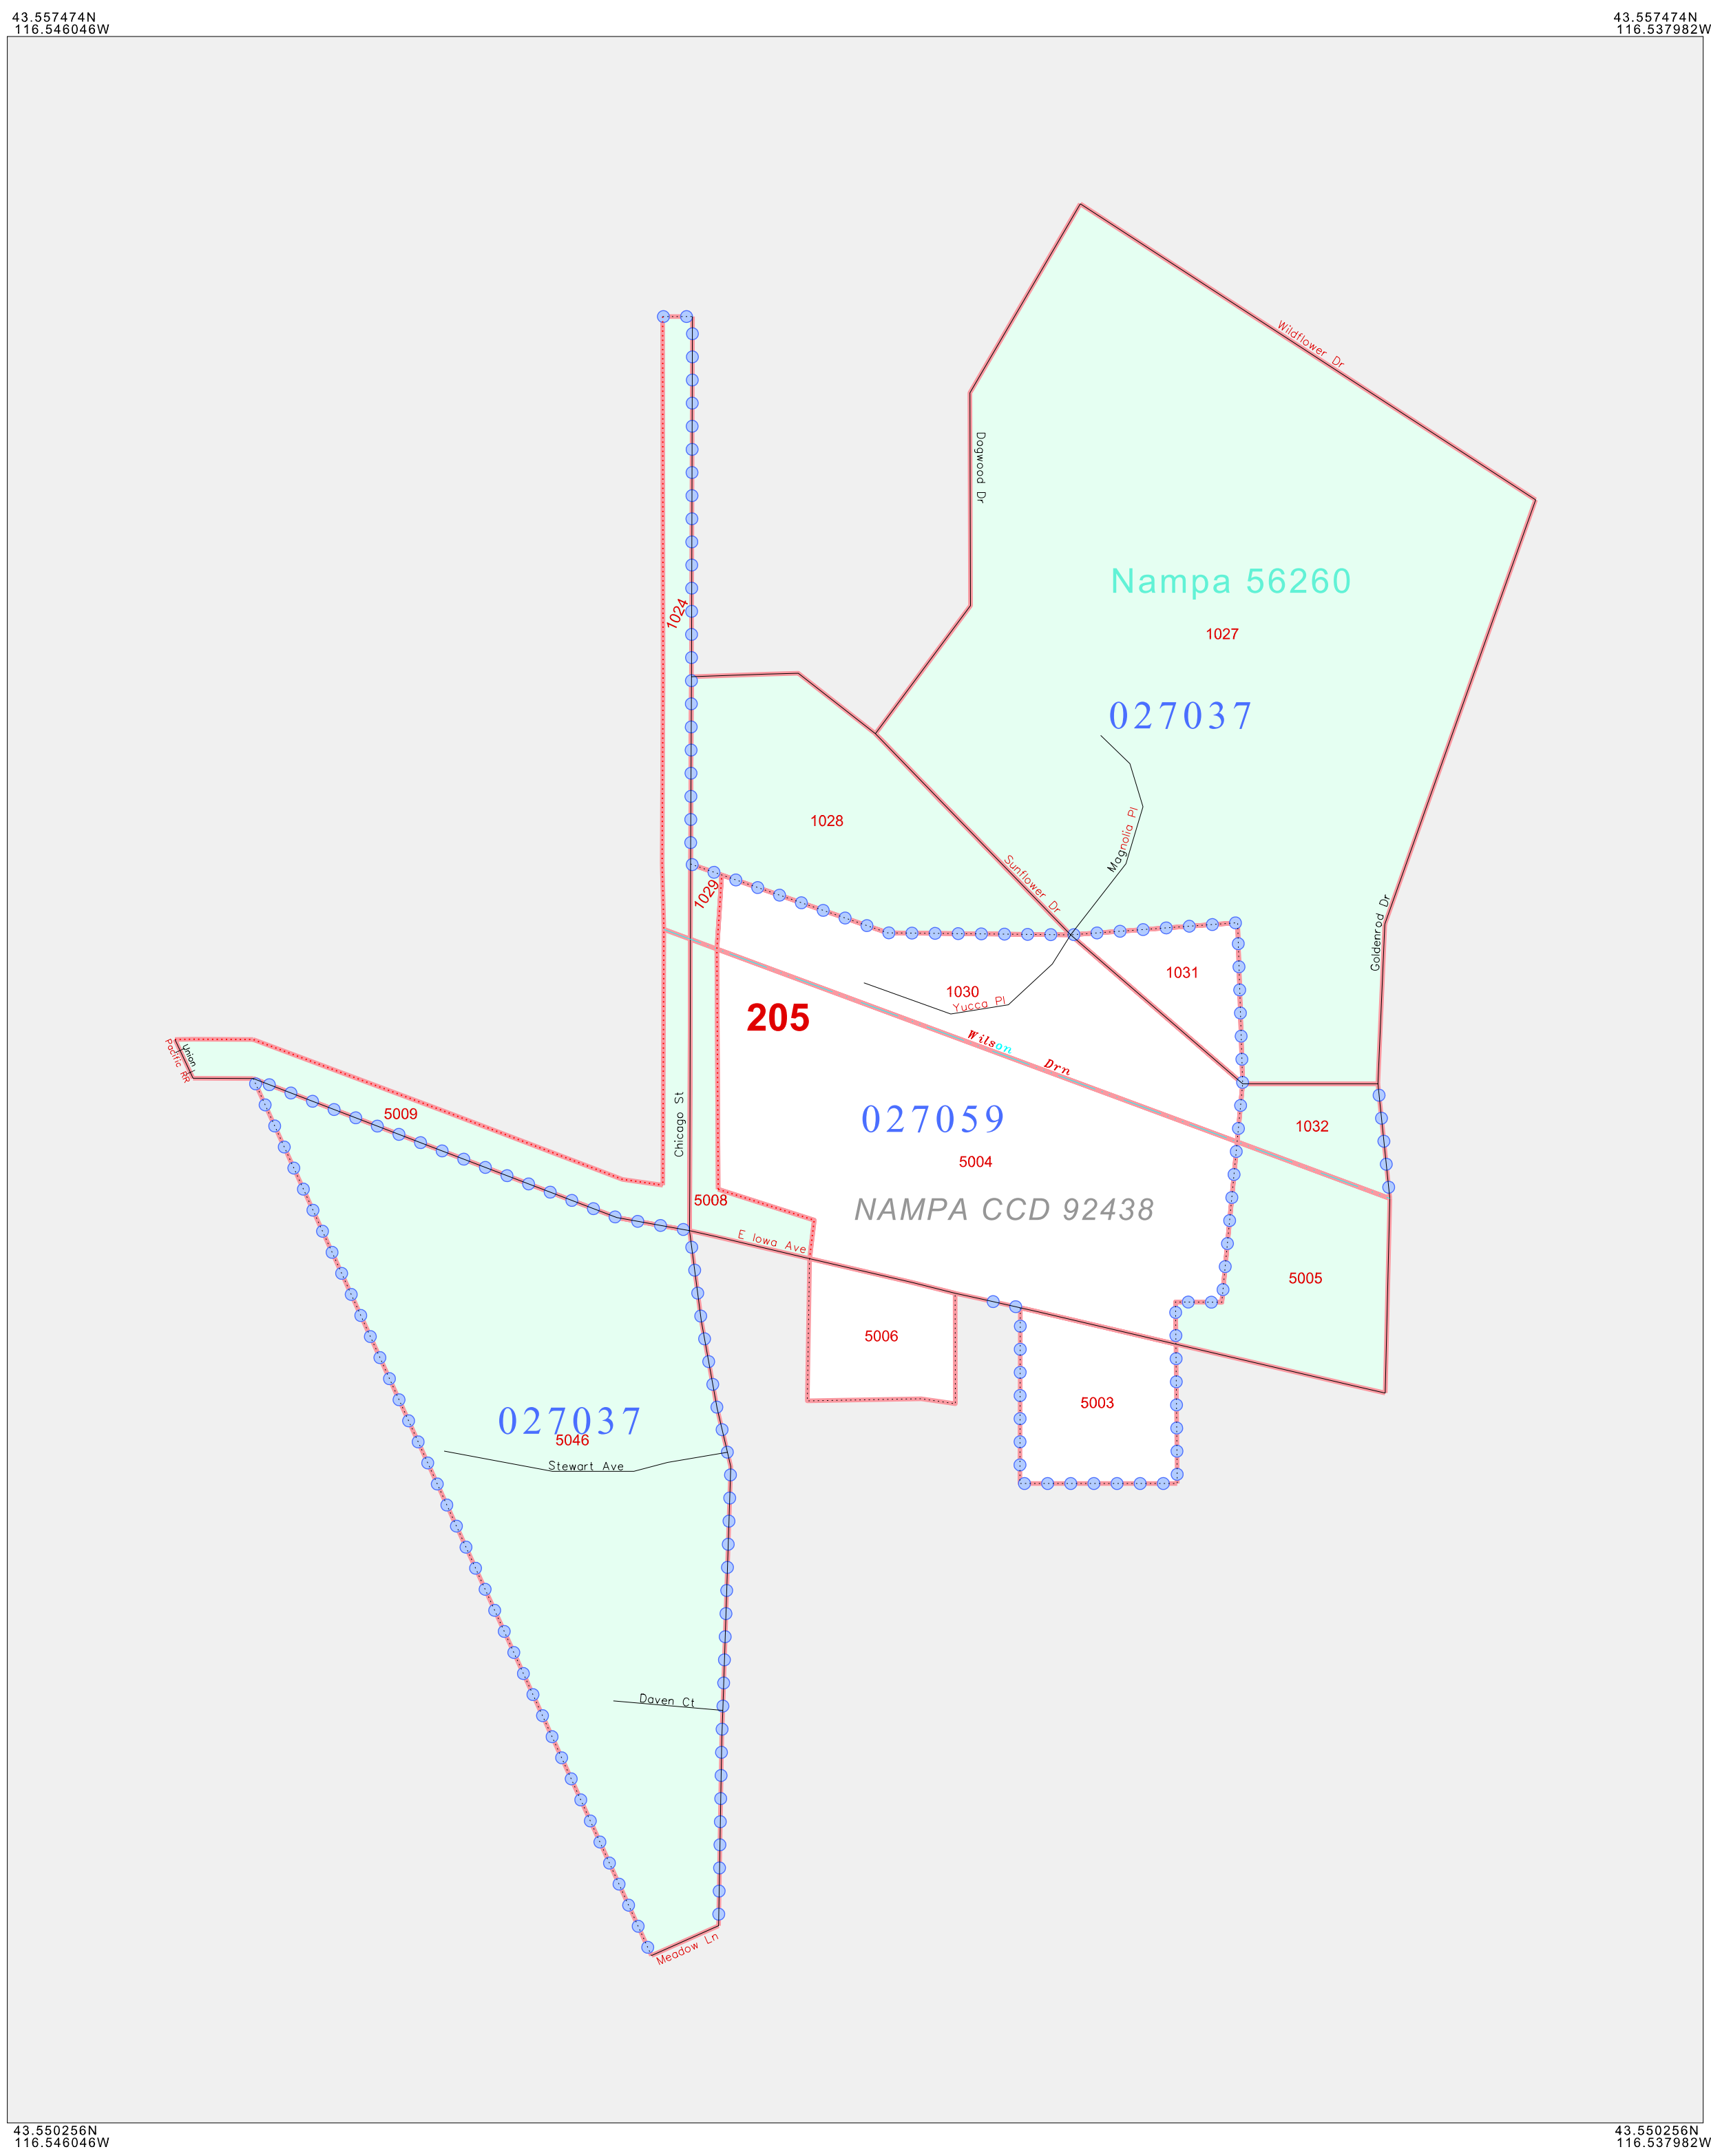 43.557474N
116.546046W
43.557474N
116.537982W
Wildflower Dr
Dogwood Dr
Nampa 56260
1024
1027
027037
1028
Magnolia Pl
Sunflower Dr
1029
Goldenrod Dr
1031
1030
Yucca Pl
205
Wilson Drn
Union
Pacific RR
5009
Chicago St
027059
1032
5004
5008
NAMPA CCD 92438
E Iowa Ave
5005
5006
5003
027037
5046
Stewart Ave
Daven Ct
Meadow Ln
43.550256N
116.546046W
43.550256N
116.537982W